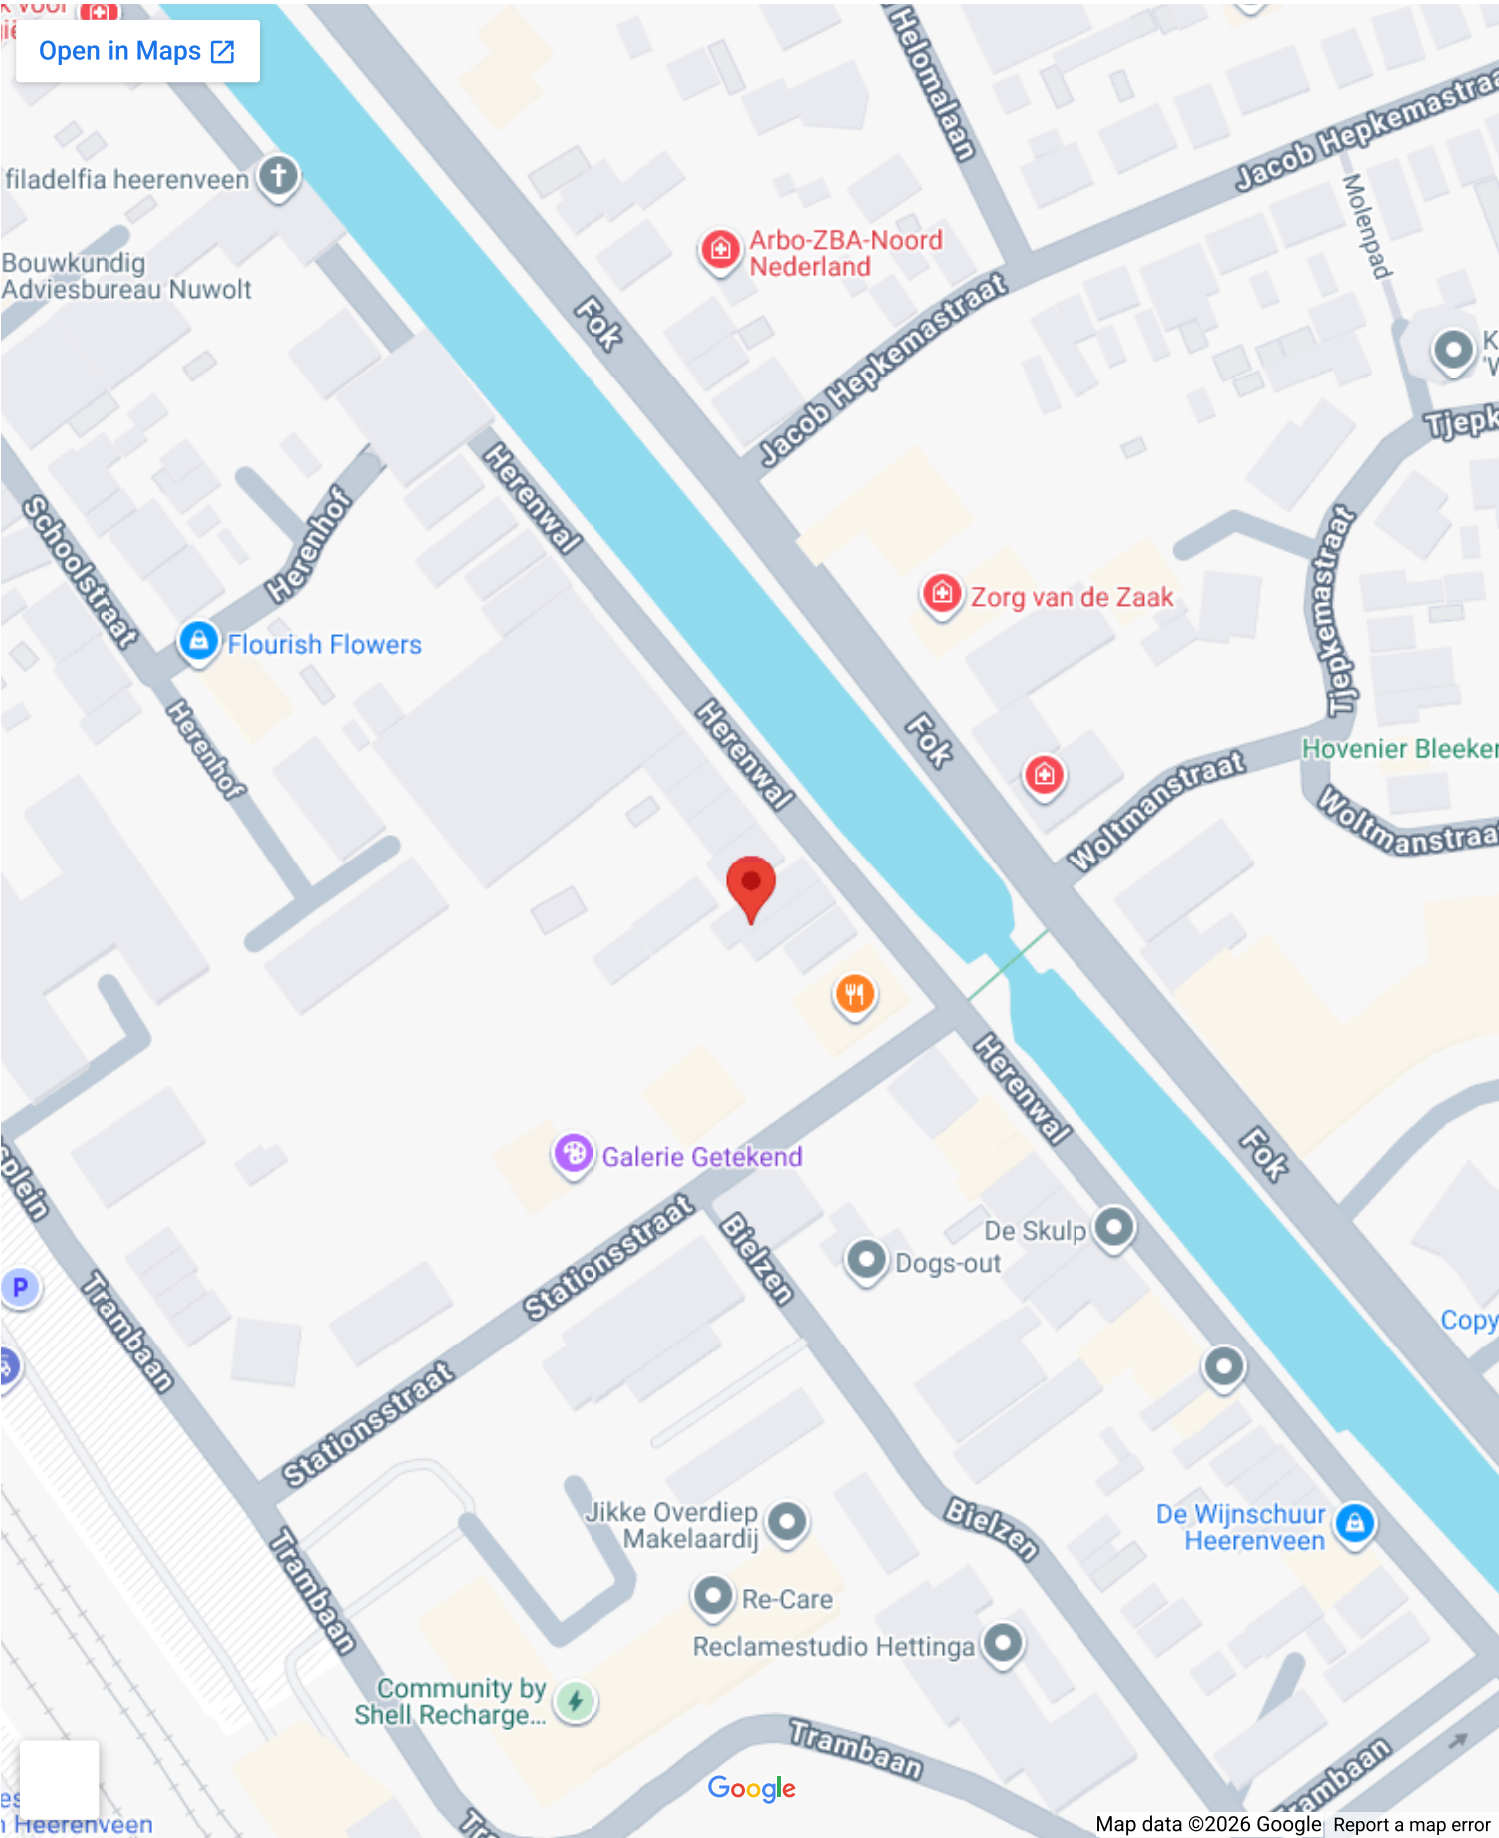 Open in Maps
filadelfia heerenveen
Bouwkundig
Adviesbureau Nuwolt
Helomalaan
Jacob Hepkemastraat
Molenpad
Arbo-ZBA-Noord
Nederland
Fok
Jacob Hepkemastraat
Herenwal
Schoolstraat
Herenhof
Zorg van de Zaak
Tjepkemastraat
Flourish Flowers
Herenhof
Herenwal
Fok
Hovenier Bleeker
Woltmanstraat
Woltmanstraat
Herenwal
Galerie Getekend
Fok
Stationsstraat
Bielzen
De Skulp
Dogs-out
P
Trambaan
Copy
Stationsstraat
Jikke Overdiep
Makelaardij
Bielzen
De Wijnschuur
Heerenveen
Trambaan
Re-Care
Reclamestudio Hettinga
Community by
Shell Recharge...
Trambaan
Trambaan
Google
Heerenveen
Map data ©2026 Google
Report a map error